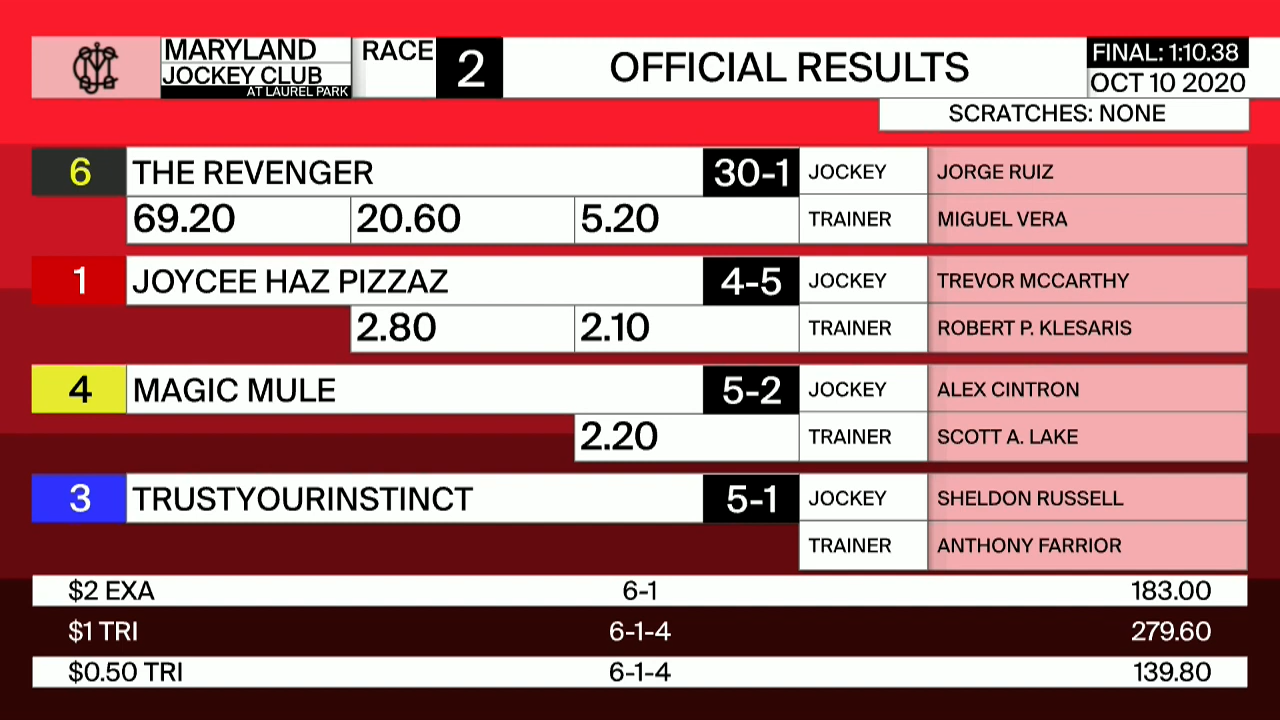 MARYLAND
JOCKEY CLUB
AT LAUREL PARK
RACE 2
OFFICIAL RESULTS
FINAL: 1:10.38
OCT 10 2020
SCRATCHES: NONE
6 THE REVENGER 30-1 JOCKEY JORGE RUIZ
69.20 20.60 5.20 TRAINER MIGUEL VERA
1 JOYCEE HAZ PIZZAZ 4-5 JOCKEY TREVOR MCCARTHY
2.80 2.10 TRAINER ROBERT P. KLESARIS
4 MAGIC MULE 5-2 JOCKEY ALEX CINTRON
2.20 TRAINER SCOTT A. LAKE
3 TRUSTYOURINSTINCT 5-1 JOCKEY SHELDON RUSSELL
TRAINER ANTHONY FARRIOR
$2 EXA 6-1 183.00
$1 TRI 6-1-4 279.60
$0.50 TRI 6-1-4 139.80